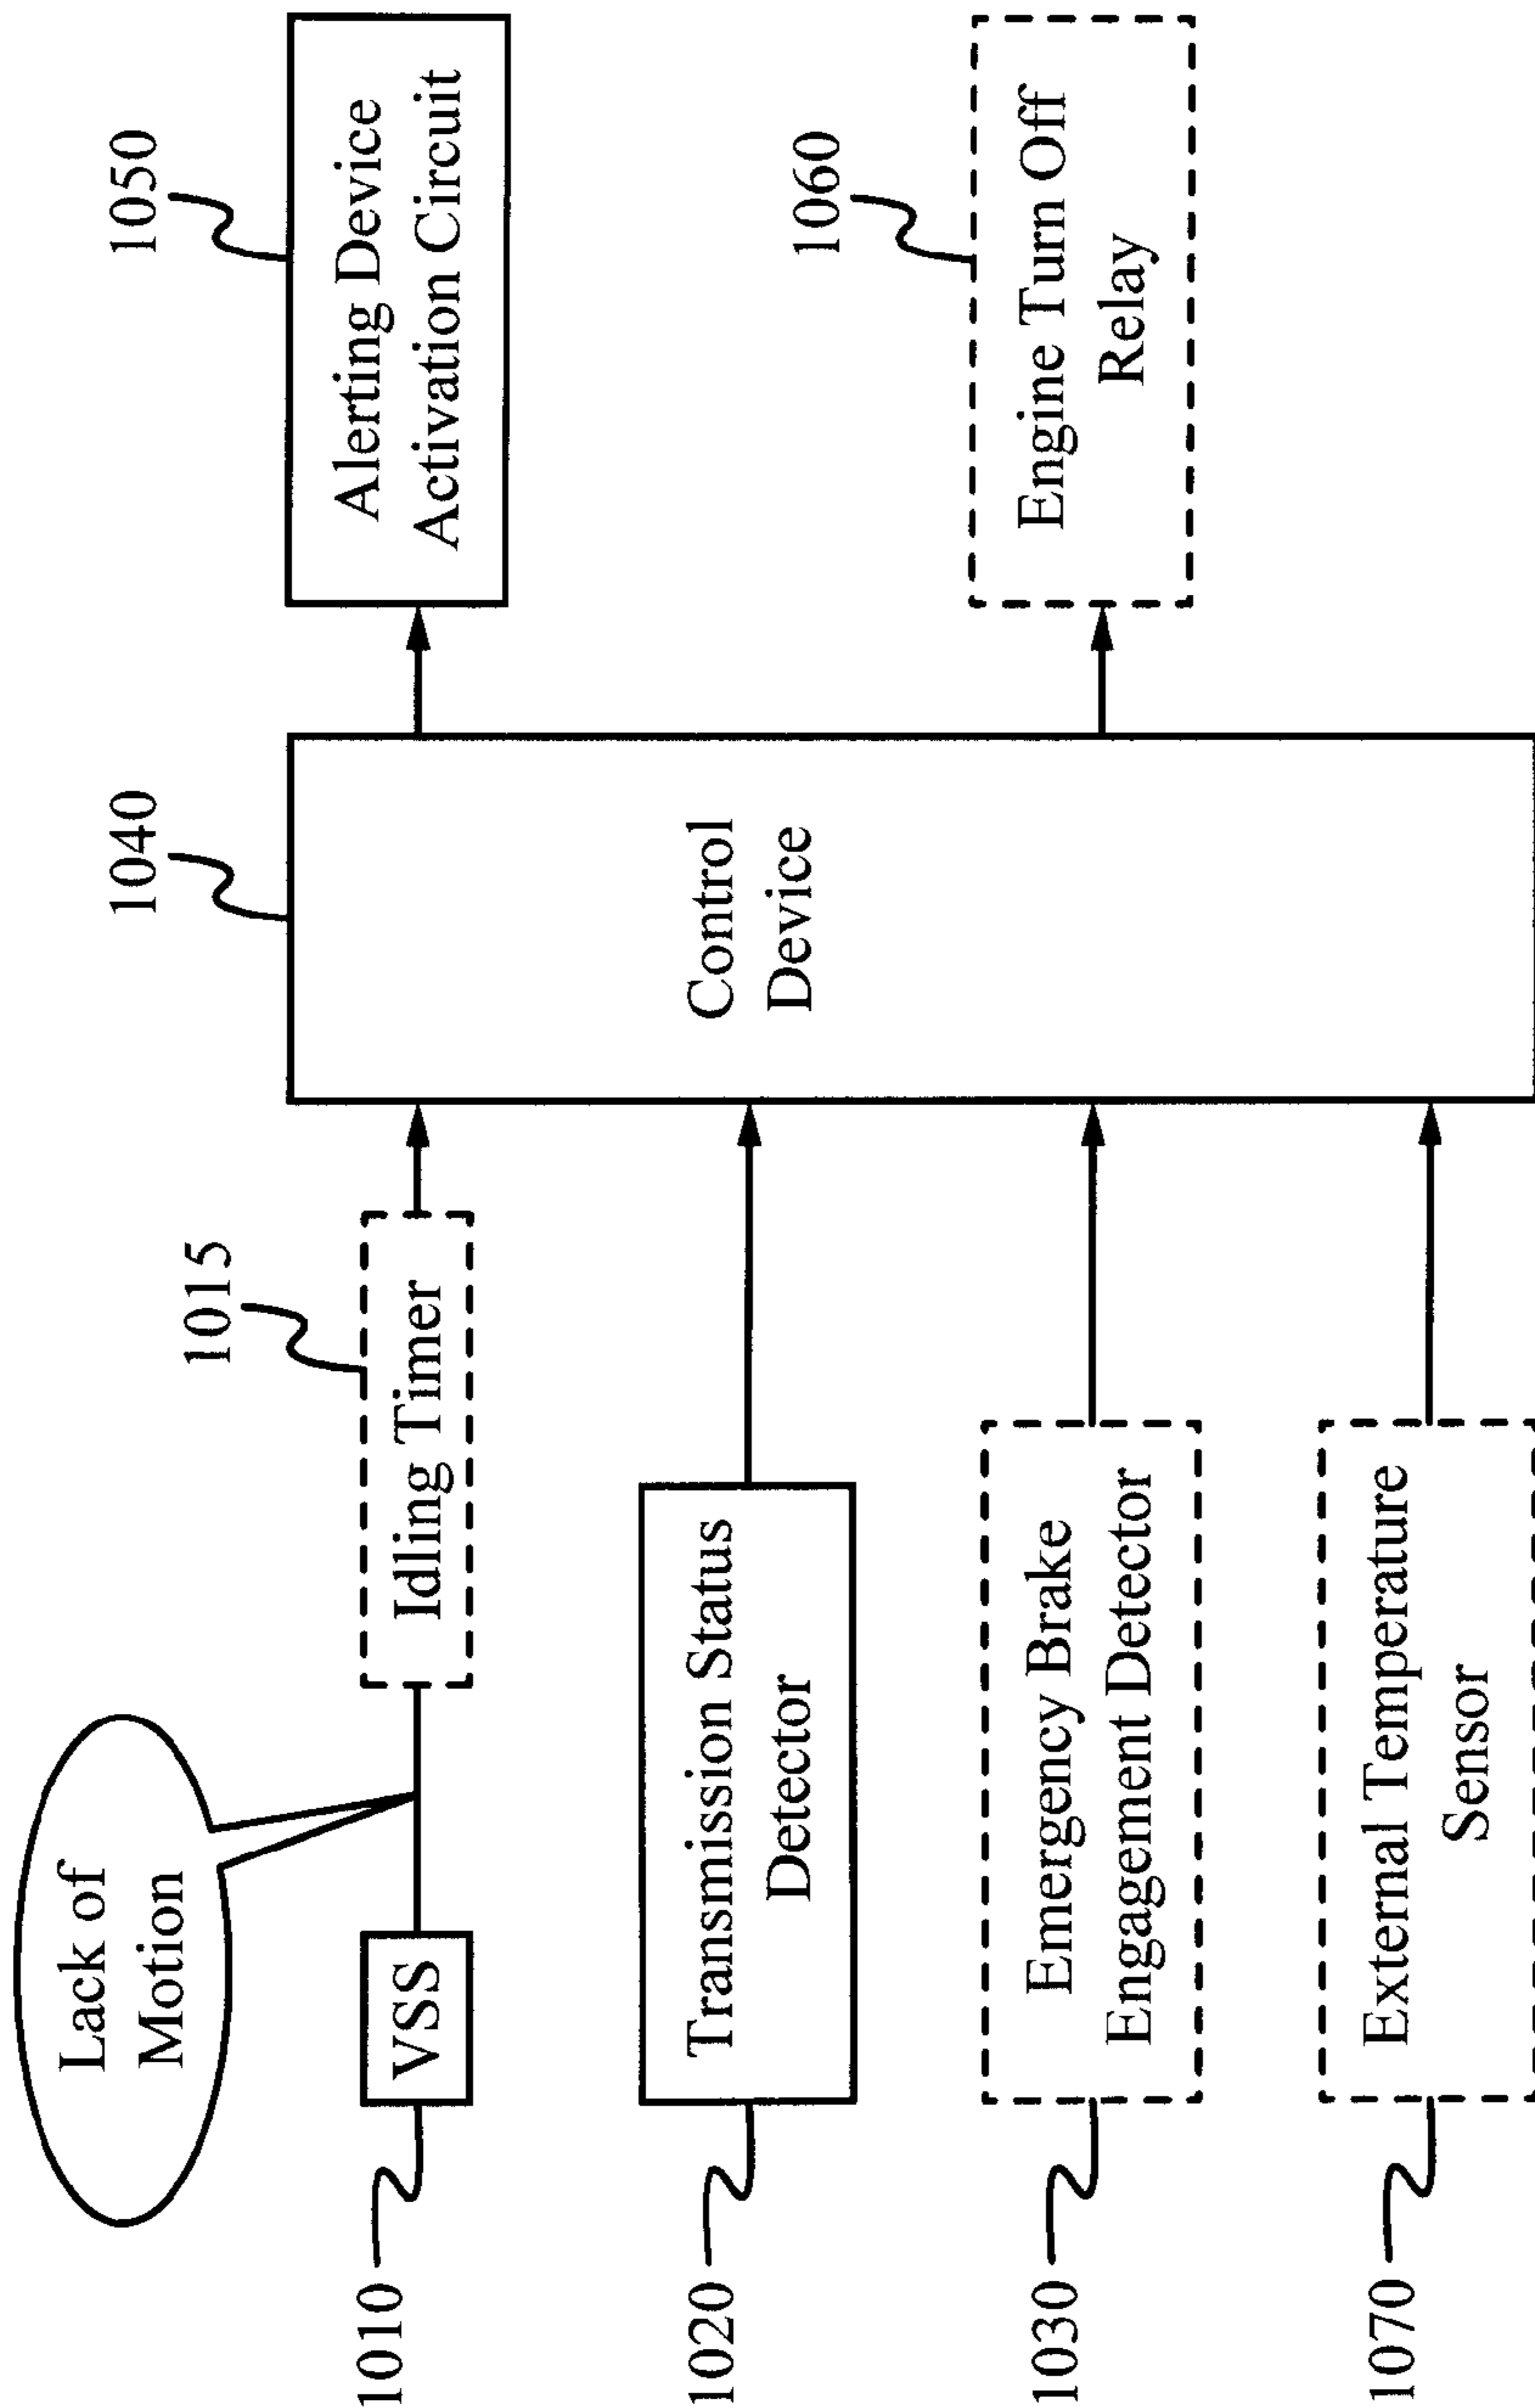 Lack of
Motion
1010
VSS
1015
Idling Timer
1020
Transmission Status
Detector
1030
Emergency Brake
Engagement Detector
1070
External Temperature
Sensor
1040
Control
Device
1050
Alerting Device
Activation Circuit
1060
Engine Turn Off
Relay